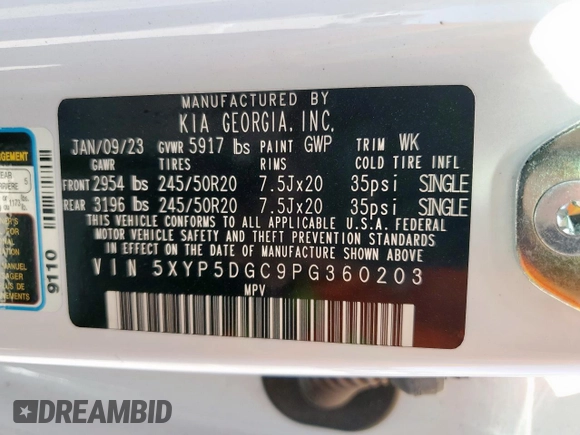 MANUFACTURED BY
KIA GEORGIA, INC.
JAN/09/23 GVWR 5917 lbs PAINT GWP TRIM WK
GAWR TIRES RIMS COLD TIRE INFL
FRONT 2954 lbs 245/50R20 7.5Jx20 35psi SINGLE
REAR 3196 lbs 245/50R20 7.5Jx20 35psi SINGLE
THIS VEHICLE CONFORMS TO ALL APPLICABLE U.S.A. FEDERAL
MOTOR VEHICLE SAFETY AND THEFT PREVENTION STANDARDS
IN EFFECT ON THE DATE OF MANUFACTURE SHOWN ABOVE
VIN 5XYP5DGC9PG360203
MPV
9110
DREAMBID